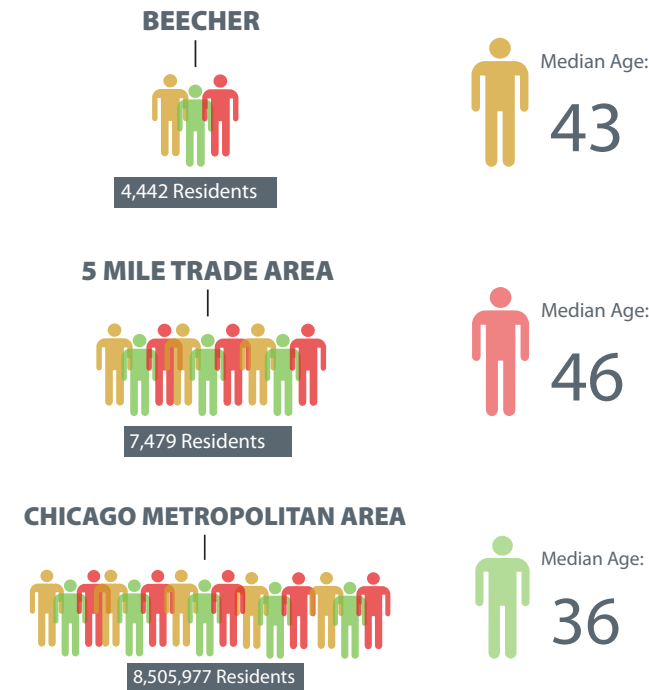 BEECHER
Median Age:
43
4,442 Residents
5 MILE TRADE AREA
Median Age:
46
7,479 Residents
CHICAGO METROPOLITAN AREA
Median Age:
36
8,505,977 Residents